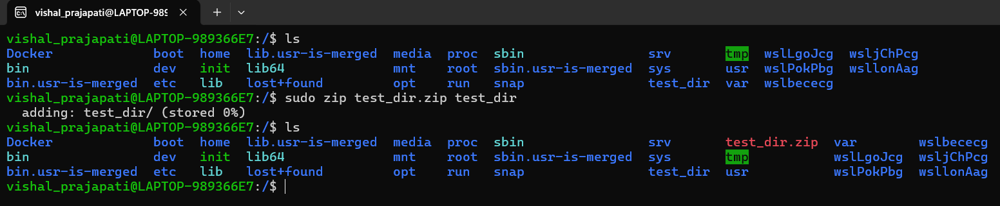 vishal_prajapati@LAPTOP-989
vishal_prajapati@LAPTOP-989366E7:/$ ls
Docker boot home lib.usr-is-merged media proc sbin srv tmp wslLgoJcg wsljChPcg
bin dev init lib64 mnt root sbin.usr-is-merged sys usr wslPokPbg wsllonAag
bin.usr-is-merged etc lib lost+found opt run snap test_dir var wslbececg
vishal_prajapati@LAPTOP-989366E7:/$ sudo zip test_dir.zip test_dir
adding: test_dir/ (stored 0%)
vishal_prajapati@LAPTOP-989366E7:/$ ls
Docker boot home lib.usr-is-merged media proc sbin srv test_dir.zip var wslbececg
bin dev init lib64 mnt root sbin.usr-is-merged sys tmp wslLgoJcg wsljChPcg
bin.usr-is-merged etc lib lost+found opt run snap test_dir usr wslPokPbg wsllonAag
vishal_prajapati@LAPTOP-989366E7:/$